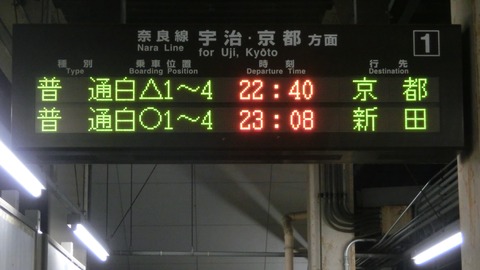 奈良線 宇治・京都 方面 1
Nara Line for Uji, Kyōto
種別 乗車位置 時刻 行先
Type Boarding Position Departure Time Destination
普通 白△1〜4 22:40 京都
普通 白○1〜4 23:08 新田